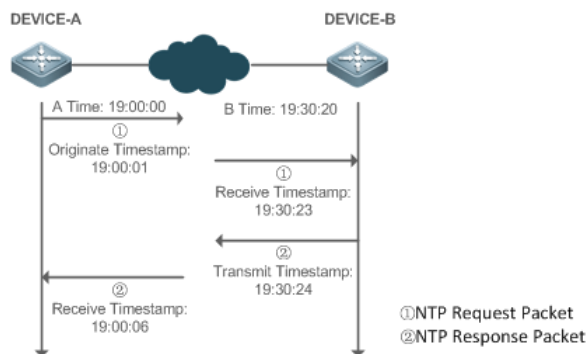 DEVICE-A
DEVICE-B
A Time: 19:00:00
B Time: 19:30:20
①
Originate Timestamp:
19:00:01
①
Receive Timestamp:
19:30:23
②
Transmit Timestamp:
19:30:24
②
Receive Timestamp:
19:00:06
①NTP Request Packet
②NTP Response Packet